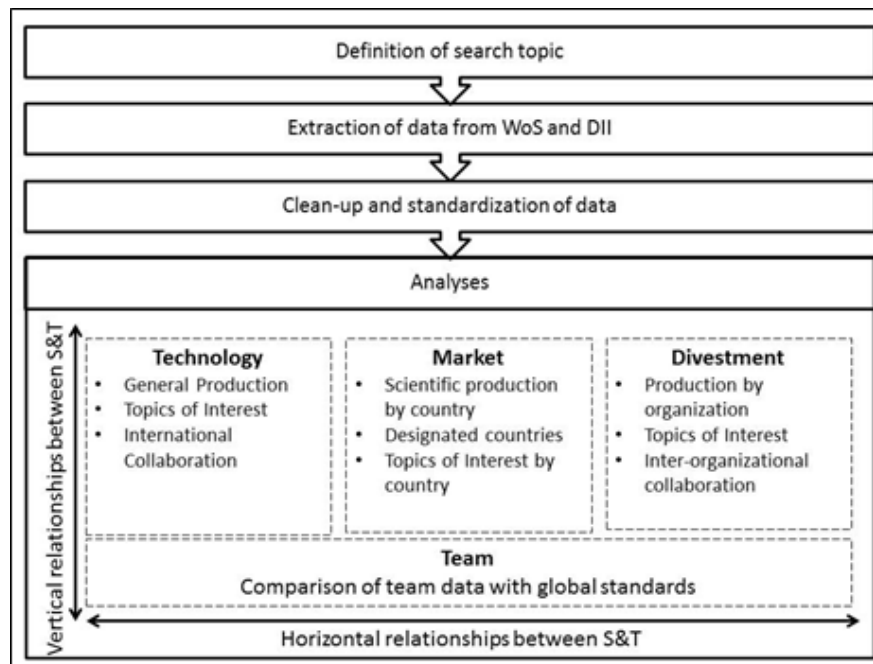 Definition of search topic
Extraction of data from WoS and DII
Clean-up and standardization of data
Analyses
Vertical relationships between S&T
Technology
• General Production
• Topics of Interest
• International
Collaboration
Market
• Scientific production
by country
• Designated countries
• Topics of Interest by
country
Divestment
• Production by
organization
• Topics of Interest
• Inter-organizational
collaboration
Team
Comparison of team data with global standards
Horizontal relationships between S&T